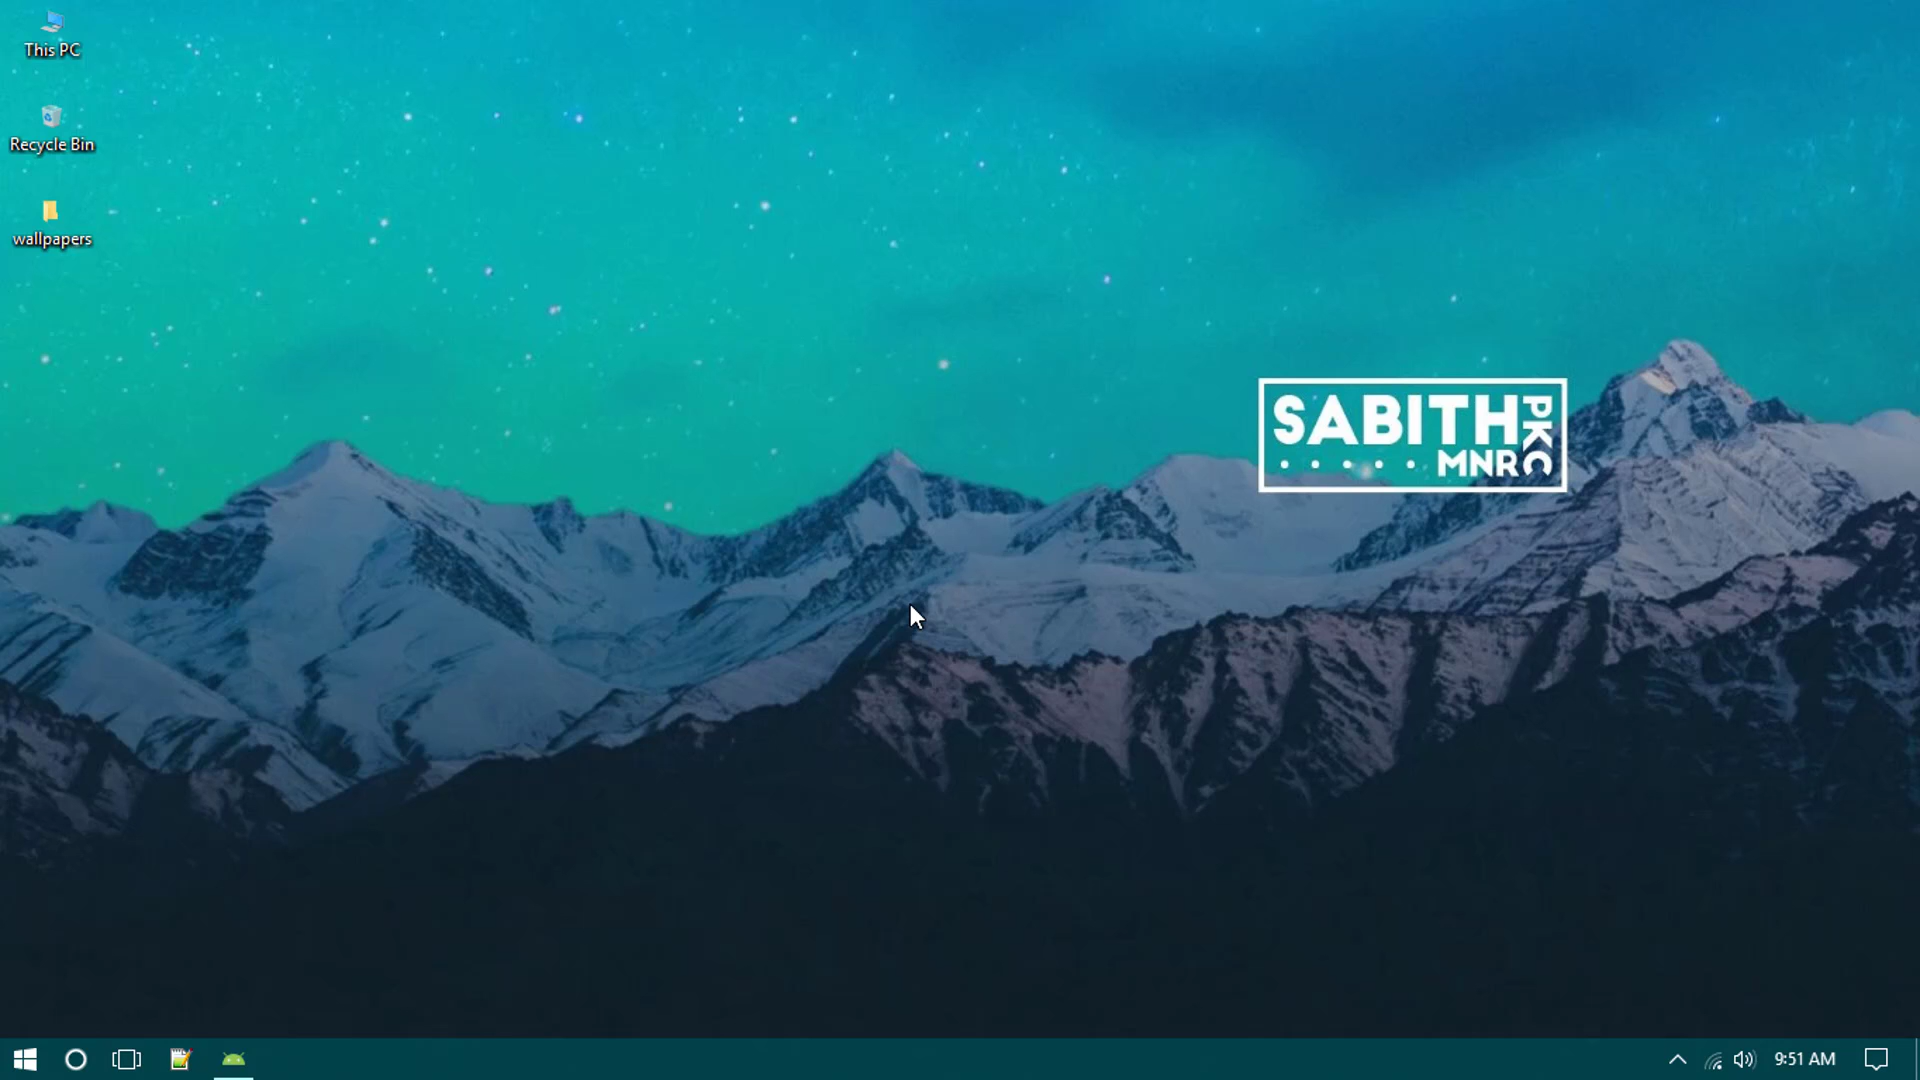 This PC
Recycle Bin
wallpapers
SABITH PKC
MNR
9:51 AM